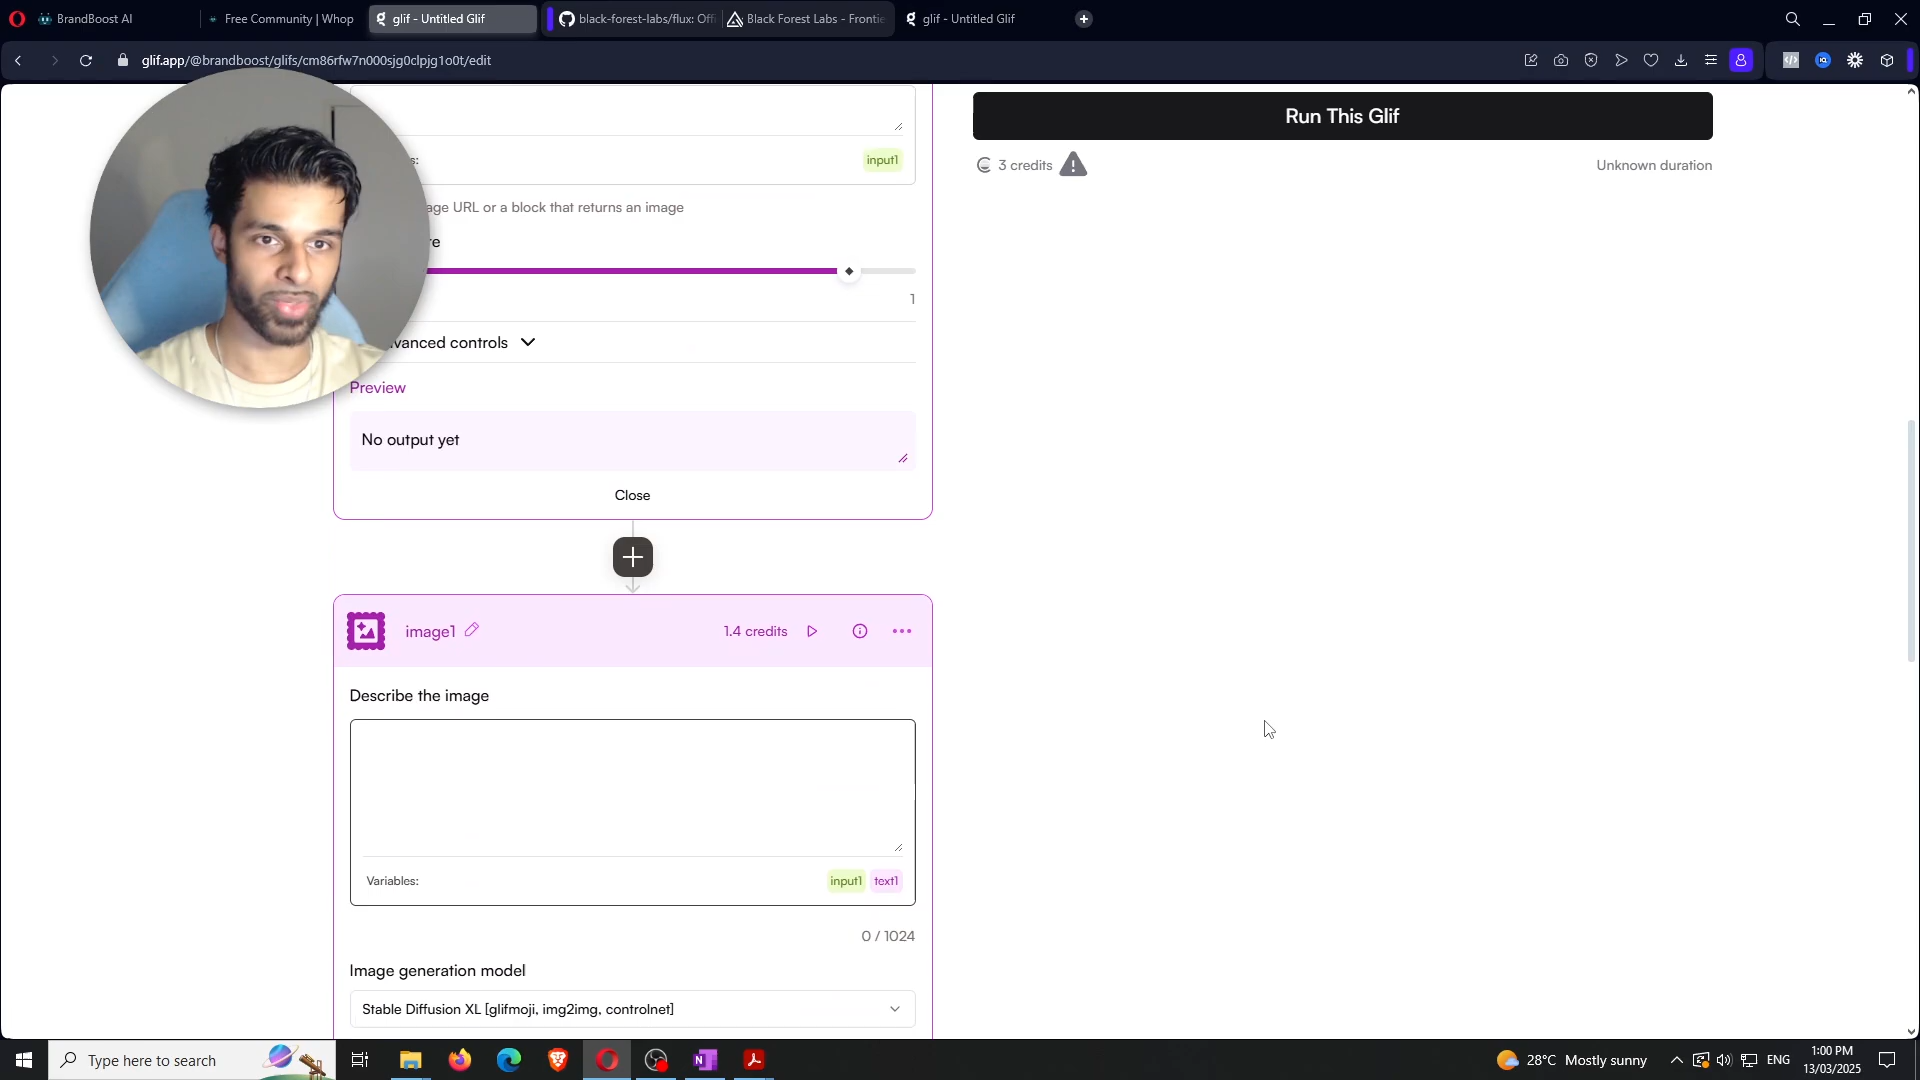 BrandBoost AI
Free Community | Whop
glif - Untitled Glif
black-forest-labs/flux: Off
Black Forest Labs - Frontie
glif - Untitled Glif
glif.app/@brandboost/glifs/cm86rfw7n000sjg0clpjg1o0t/edit
input1
age URL or a block that returns an image
1
vanced controls
Preview
No output yet
Close
image1
1.4 credits
Describe the image
Variables:
input1 text1
0 / 1024
Image generation model
Stable Diffusion XL [glifmoji, img2img, controlnet]
Run This Glif
3 credits
Unknown duration
Type here to search
28°C Mostly sunny
ENG
1:00 PM
13/03/2025